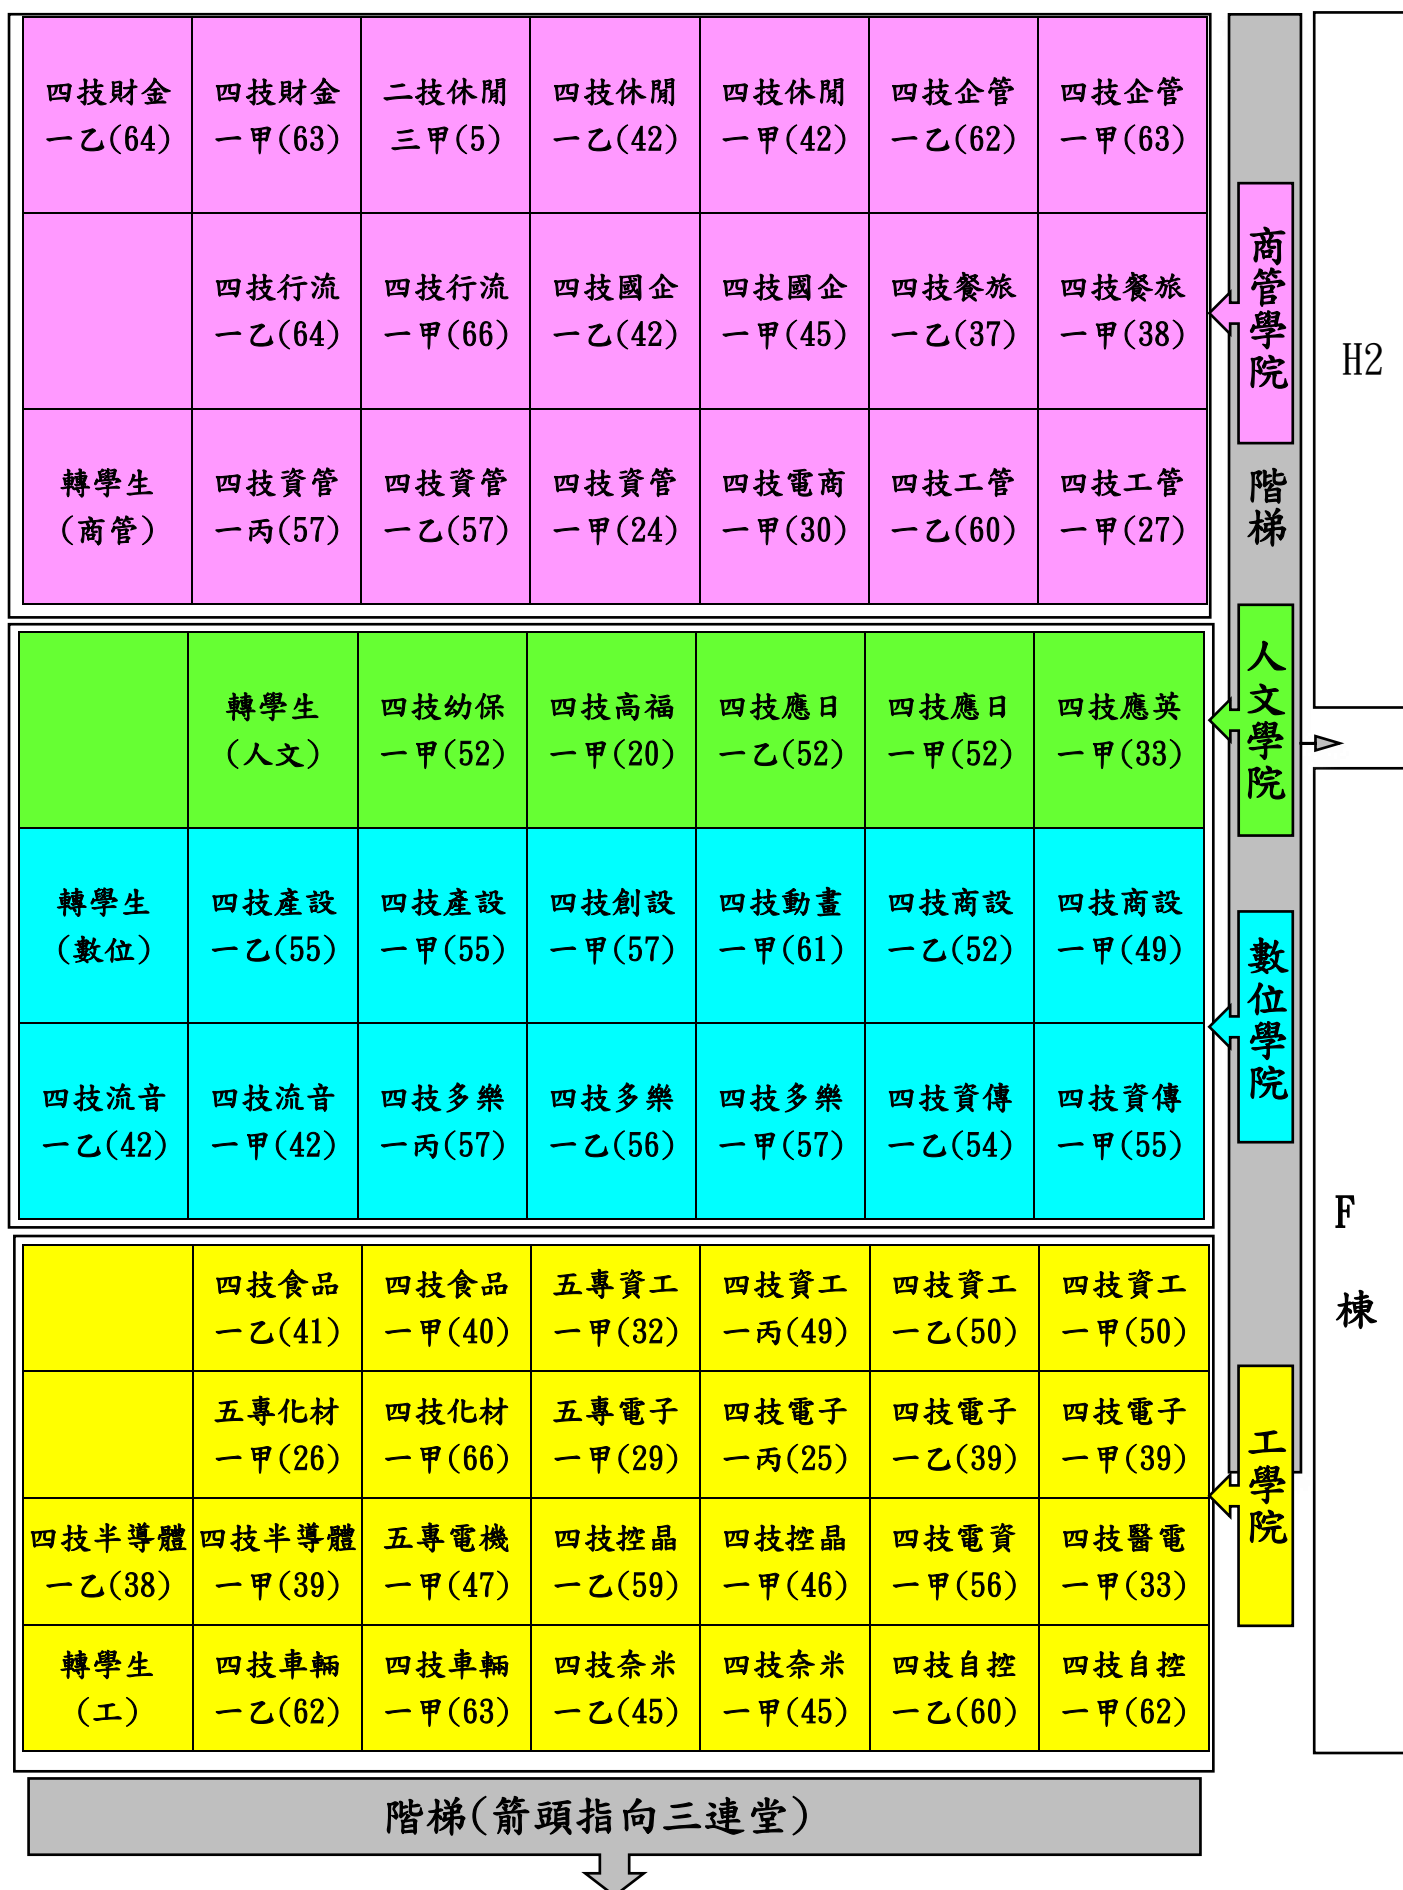 四技財金
一乙(64)
四技財金
一甲(63)
二技休閒
三甲(5)
四技休閒
一乙(42)
四技休閒
一甲(42)
四技企管
一乙(62)
四技企管
一甲(63)
四技行流
一乙(64)
四技行流
一甲(66)
四技國企
一乙(42)
四技國企
一甲(45)
四技餐旅
一乙(37)
四技餐旅
一甲(38)
轉學生
(商管)
四技資管
一丙(57)
四技資管
一乙(57)
四技資管
一甲(24)
四技電商
一甲(30)
四技工管
一乙(60)
四技工管
一甲(27)
商管學院
階梯
H2
轉學生
(人文)
四技幼保
一甲(52)
四技高福
一甲(20)
四技應日
一乙(52)
四技應日
一甲(52)
四技應英
一甲(33)
人文學院
轉學生
(數位)
四技產設
一乙(55)
四技產設
一甲(55)
四技創設
一甲(57)
四技動畫
一甲(61)
四技商設
一乙(52)
四技商設
一甲(49)
四技流音
一乙(42)
四技流音
一甲(42)
四技多樂
一丙(57)
四技多樂
一乙(56)
四技多樂
一甲(57)
四技資傳
一乙(54)
四技資傳
一甲(55)
數位學院
F
棟
四技食品
一乙(41)
四技食品
一甲(40)
五專資工
一甲(32)
四技資工
一丙(49)
四技資工
一乙(50)
四技資工
一甲(50)
五專化材
一甲(26)
四技化材
一甲(66)
五專電子
一甲(29)
四技電子
一丙(25)
四技電子
一乙(39)
四技電子
一甲(39)
四技半導體
一乙(38)
四技半導體
一甲(39)
五專電機
一甲(47)
四技控晶
一乙(59)
四技控晶
一甲(46)
四技電資
一甲(56)
四技醫電
一甲(33)
轉學生
(工)
四技車輛
一乙(62)
四技車輛
一甲(63)
四技奈米
一乙(45)
四技奈米
一甲(45)
四技自控
一乙(60)
四技自控
一甲(62)
工學院
階梯(箭頭指向三連堂)